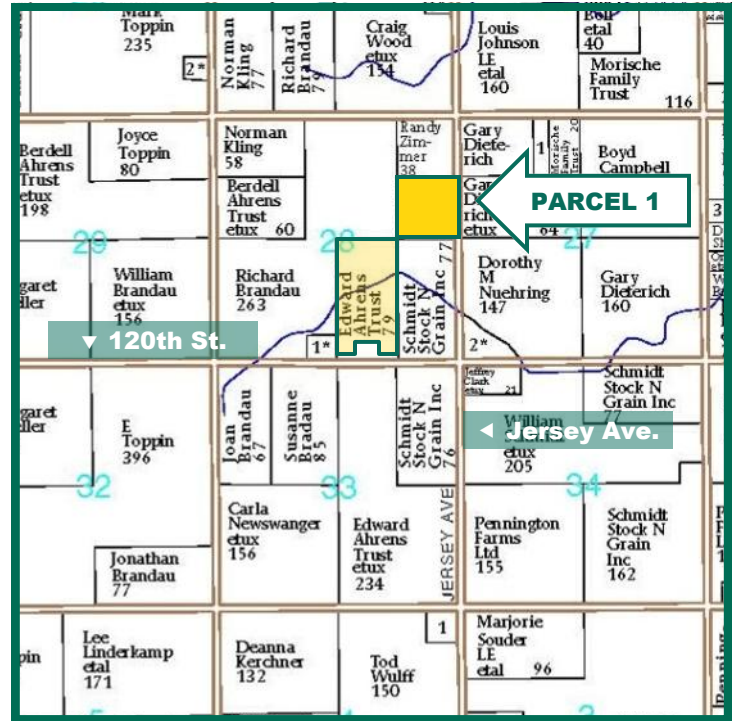 Mark
Toppin
235
2*
Norman
Kling
77
Richard
Brandau
79
Craig
Wood
etux
154
Louis
Johnson
LE
etal
160
etal
40
Morische
Family
Trust
116
Berdell
Ahrens
Trust
etux
198
Joyce
Toppin
80
29
Norman
Kling
58
Berdell
Ahrens
Trust
etux 60
28
Randy
Zim-
mer
38
Gary
Diefe-
rich
1
Morische
Family
Trust 20
Boyd
Campbell
PARCEL 1
etux
64
27
3
William
Brandau
etux
156
Richard
Brandau
263
1*
Edward
Ahrens
Trust
79
Schmidt
Stock N
Grain Inc 77
Dorothy
M
Nuehring
147
2*
Gary
Dieterich
160
▼ 120th St.
garet
ller
E
Toppin
396
32
Joan
Brandau
67
Susanne
Bradau
85
33
Schmidt
Stock N
Grain Inc
76
JERSEY AVE
Jeffrey
Clark
etux 21
Schmidt
Stock N
Grain Inc
77
◀ Jersey Ave.
William
etux
205
34
Jonathan
Brandau
77
Carla
Newswanger
etux
156
Edward
Ahrens
Trust
etux
234
Pennington
Farms
Ltd
155
Schmidt
Stock N
Grain
Inc
162
pin
Lee
Linderkamp
etal
171
Deanna
Kerchner
132
Tod
Wulff
150
1
Marjorie
Souder
LE
etal 96